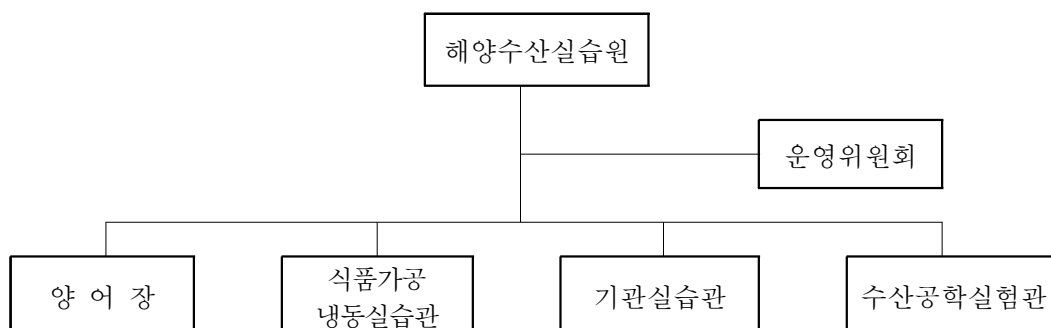 해양수산실습원
운영위원회
양 어 장
식품가공
냉동실습관
기관실습관
수산공학실험관